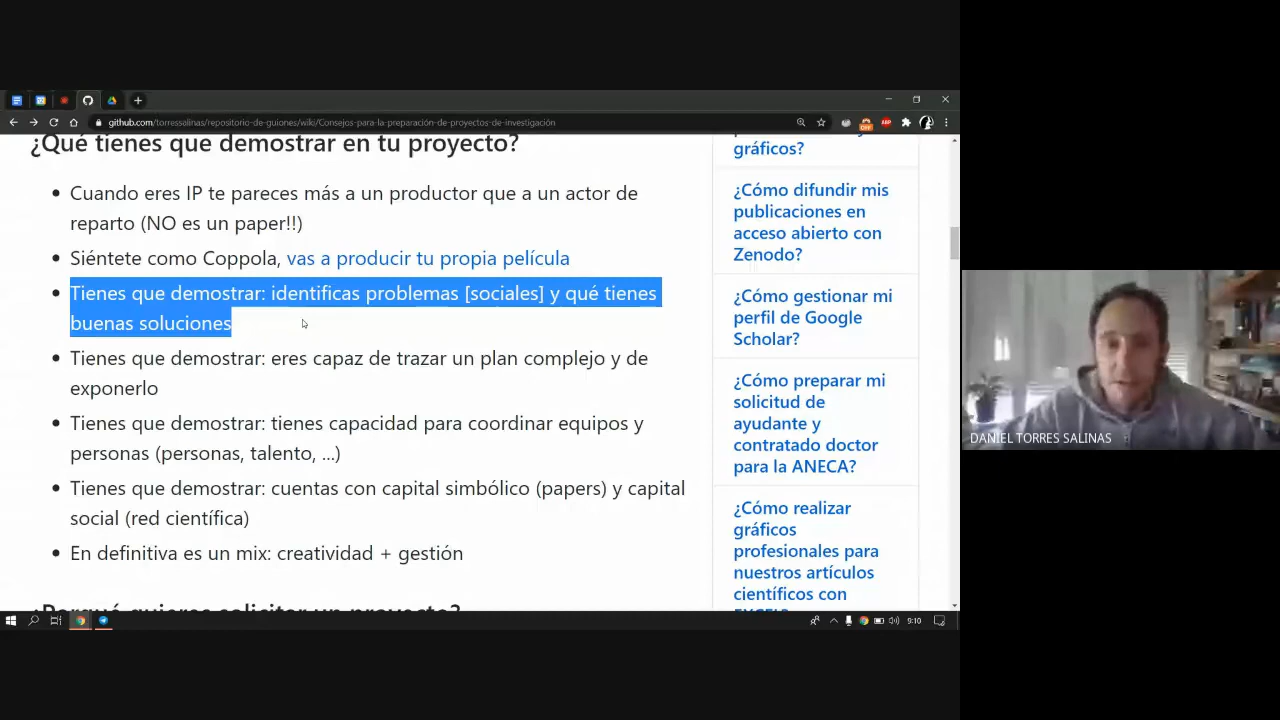 github.com/torressalinas/repositorio-de-guiones/wiki/Consejos-para-la-preparación-de-proyectos-de-investigación
¿Qué tienes que demostrar en tu proyecto?
Cuando eres IP te pareces más a un productor que a un actor de
reparto (NO es un paper!!)
Siéntete como Coppola, vas a producir tu propia película
Tienes que demostrar: identificas problemas [sociales] y qué tienes
buenas soluciones
Tienes que demostrar: eres capaz de trazar un plan complejo y de
exponerlo
Tienes que demostrar: tienes capacidad para coordinar equipos y
personas (personas, talento, ...)
Tienes que demostrar: cuentas con capital simbólico (papers) y capital
social (red científica)
En definitiva es un mix: creatividad + gestión
¿Porqué quieres solicitar un proyecto?
gráficos?
¿Cómo difundir mis
publicaciones en
acceso abierto con
Zenodo?
¿Cómo gestionar mi
perfil de Google
Scholar?
¿Cómo preparar mi
solicitud de
ayudante y
contratado doctor
para la ANECA?
¿Cómo realizar
gráficos
profesionales para
nuestros artículos
científicos con
EXCEL?
DANIEL TORRES SALINAS
9:10